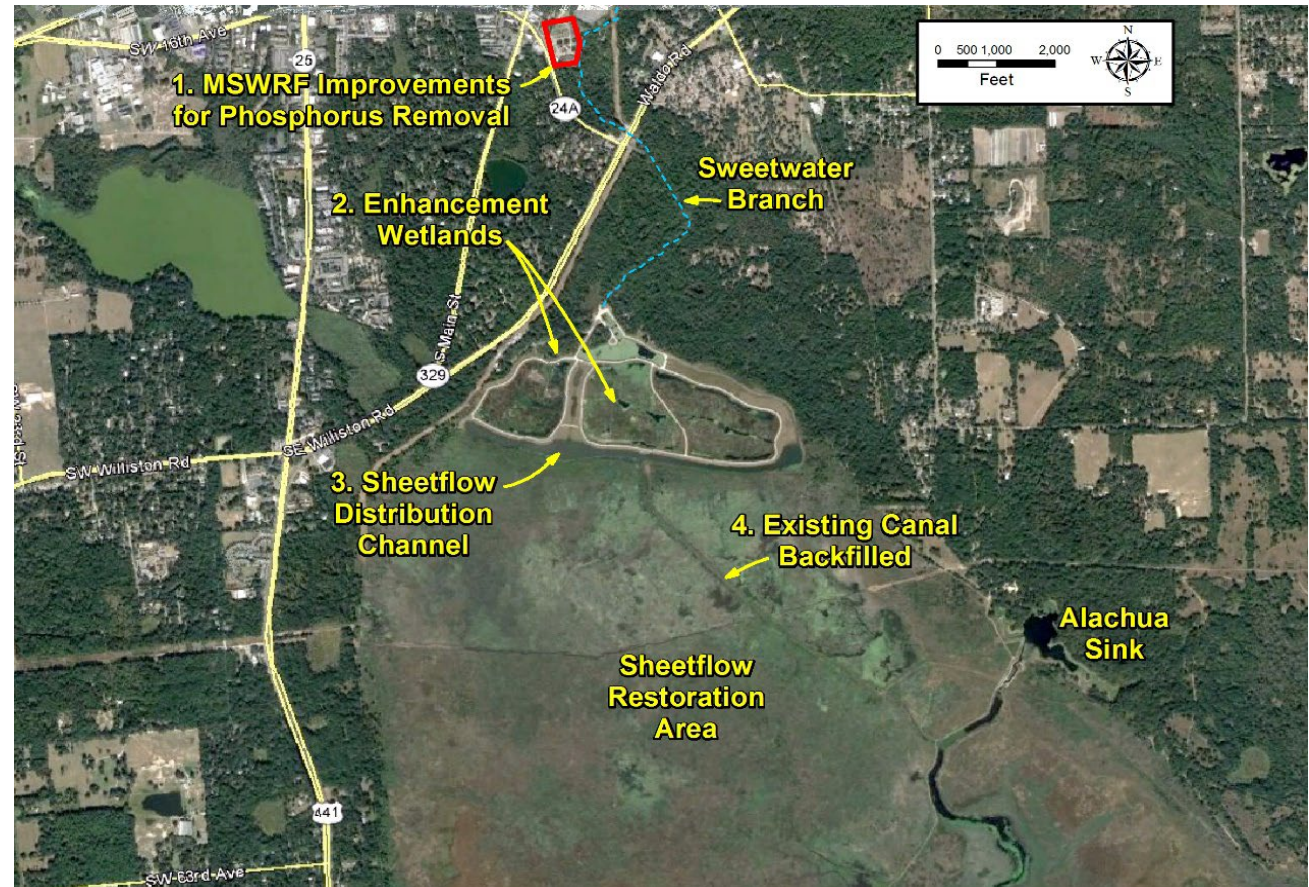 SW 16th Ave
25
1. MSWRF Improvements
for Phosphorus Removal
24A
Waldo Rd
0 500 1,000 2,000
Feet
N
W E
S
Sweetwater
Branch
2. Enhancement
Wetlands
S Main St
329
SE Williston Rd
SW Williston Rd
3. Sheetflow
Distribution
Channel
4. Existing Canal
Backfilled
Alachua
Sink
Sheetflow
Restoration
Area
441
SW 63rd Ave